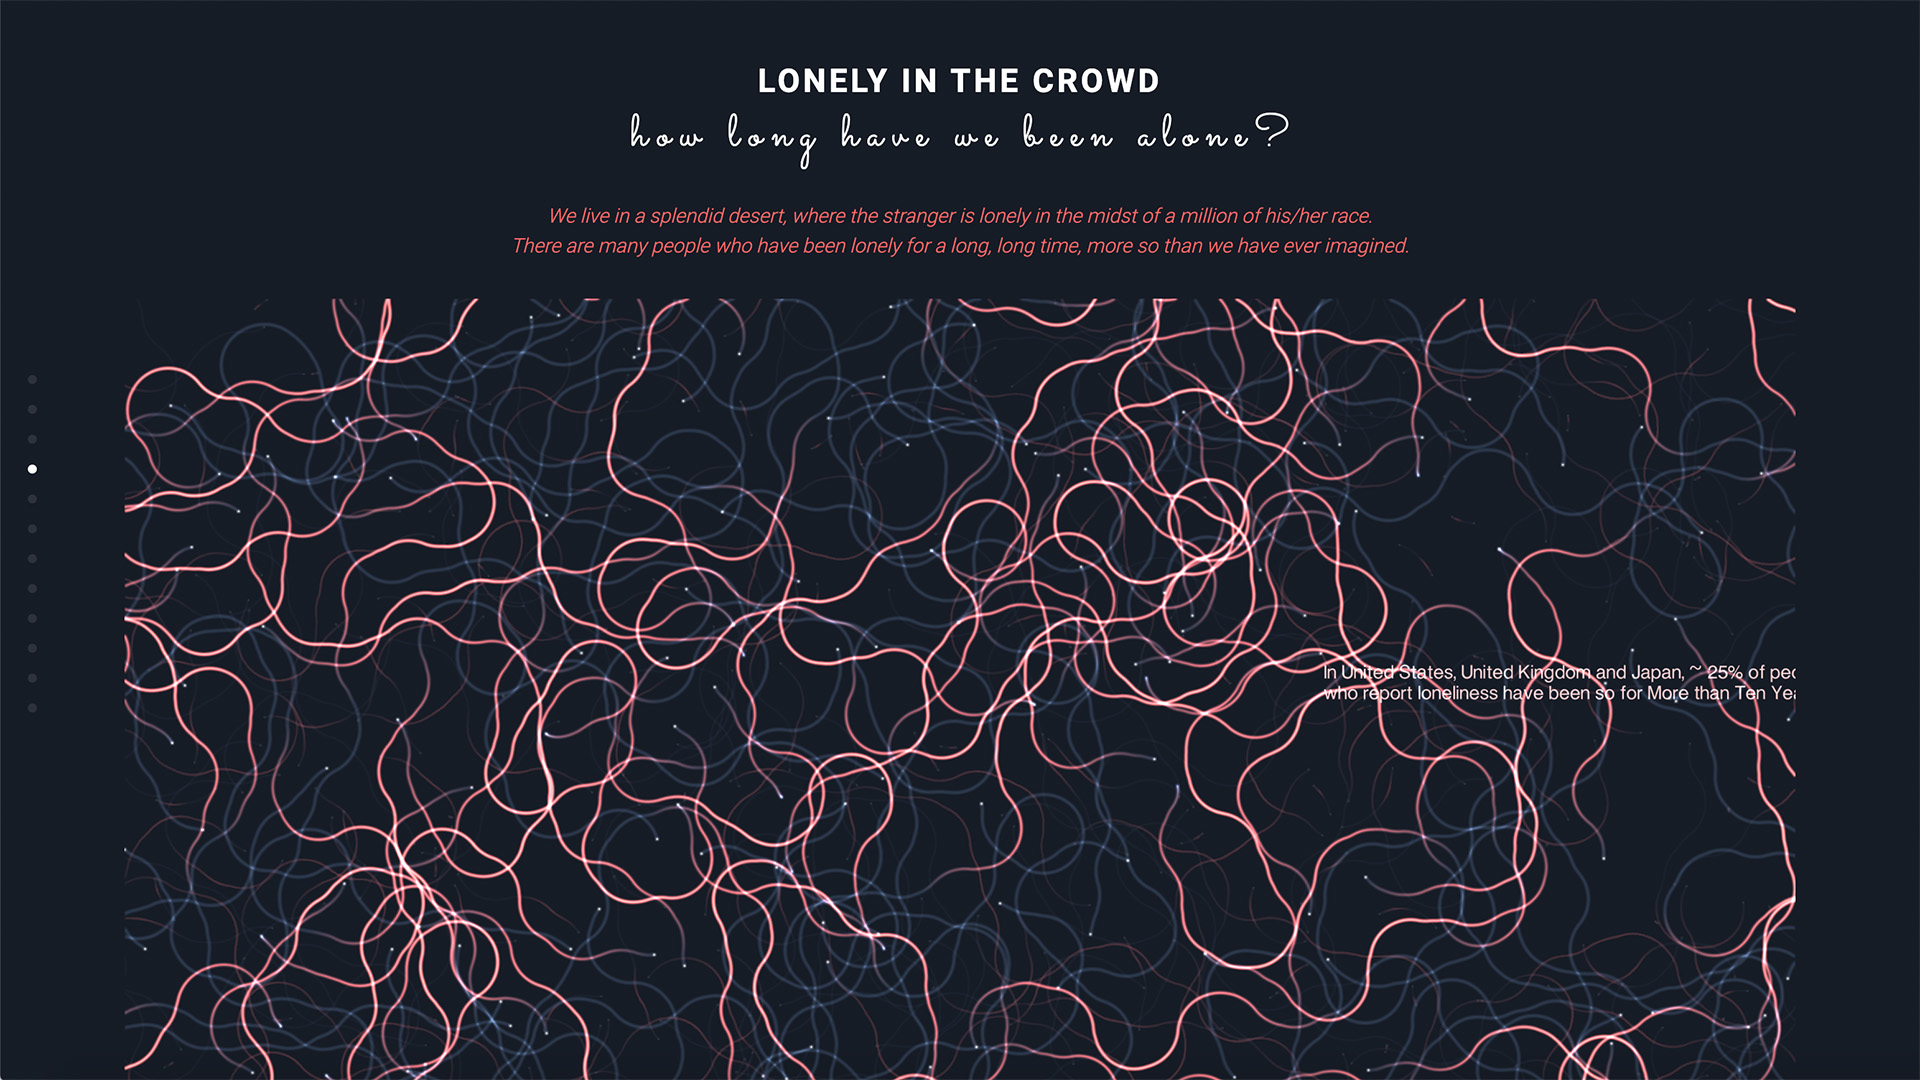 LONELY IN THE CROWD
how long have we been alone?
We live in a splendid desert, where the stranger is lonely in the midst of a million of his/her race.
There are many people who have been lonely for a long, long time, more so than we have ever imagined.
In United States, United Kingdom and Japan, ~ 25% of
who report loneliness have been so for More than Ten